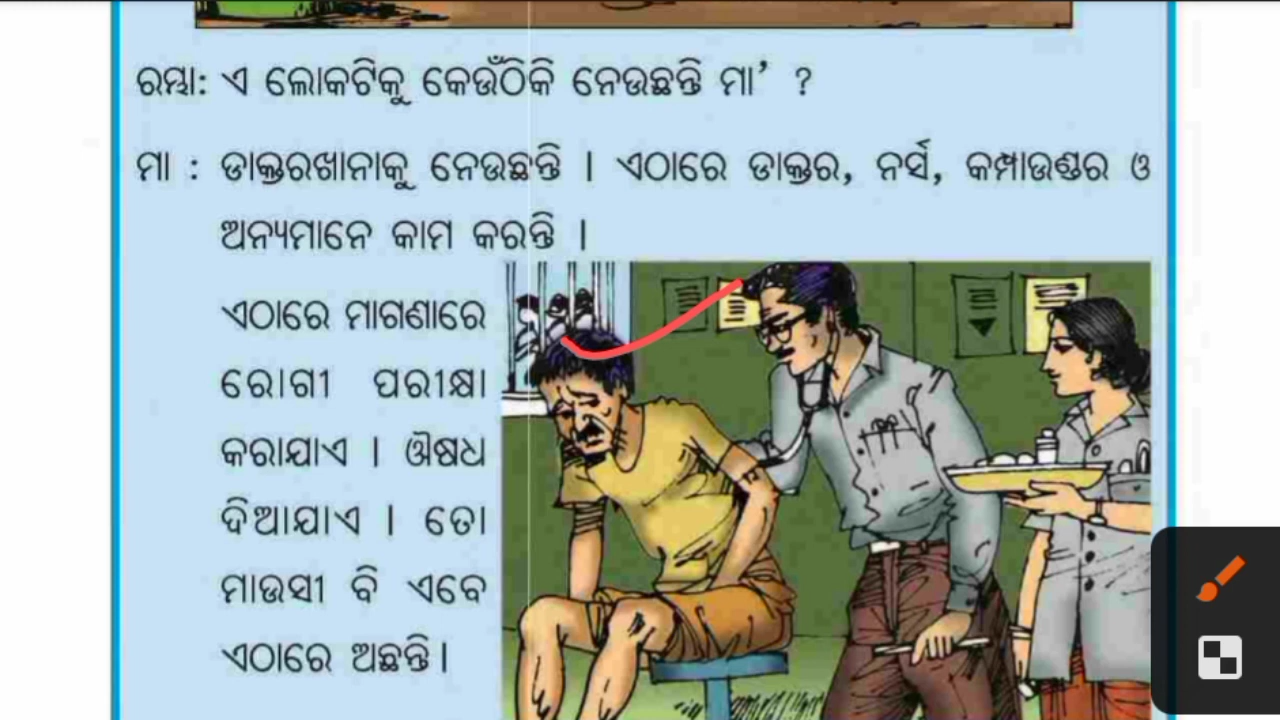 ରମ୍ଭା: ଏ ଲୋକଟିକୁ କେଉଁଠିକି ନେଉଛନ୍ତି ମା’ ?
ମା : ଡାକ୍ତରଖାନାକୁ ନେଉଛନ୍ତି । ଏଠାରେ ଡାକ୍ତର, ନର୍ସ, କମ୍ପାଉଣ୍ଡର ଓ
ଅନ୍ୟମାନେ କାମ କରନ୍ତି ।
ଏଠାରେ ମାଗଣାରେ
ରୋଗୀ ପରୀକ୍ଷା
କରାଯାଏ । ଔଷଧ
ଦିଆଯାଏ । ତୋ
ମାଉସୀ ବି ଏବେ
ଏଠାରେ ଅଛନ୍ତି।